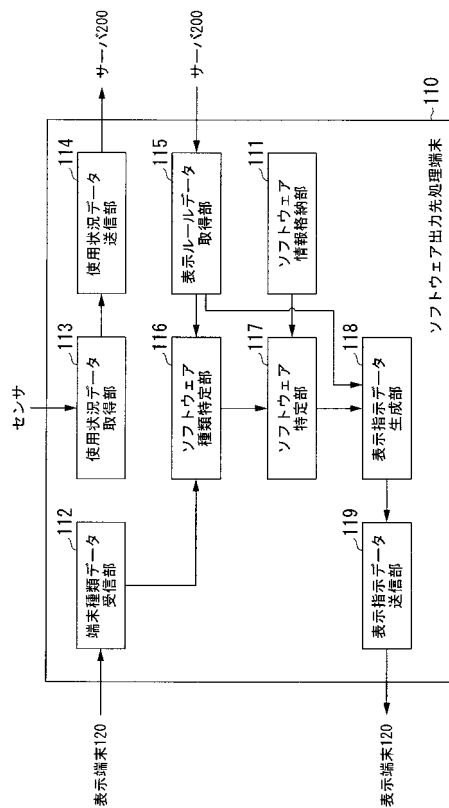 センサ
表示端末120
112
端末種類データ
受信部
113
使用状況データ
取得部
114
使用状況データ
送信部
サーバ200
116
ソフトウェア
種類特定部
115
表示ルールデータ
取得部
サーバ200
117
ソフトウェア
特定部
111
ソフトウェア
情報格納部
表示端末120
119
表示指示データ
送信部
118
表示指示データ
生成部
ソフトウェア出力先処理端末
110